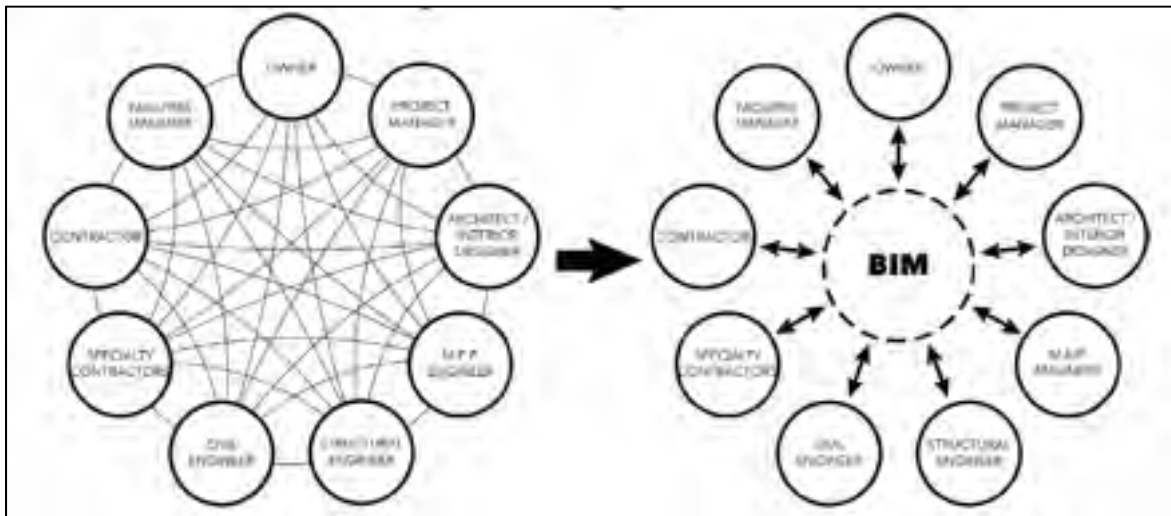 OWNER
FACILITIES
MANAGER
PROJECT
MANAGER
CONTRACTOR
ARCHITECT /
INTERIOR
DESIGNER
SPECIALTY
CONTRACTORS
M.E.P.
ENGINEER
CIVIL
ENGINEER
STRUCTURAL
ENGINEER
OWNER
FACILITIES
MANAGER
PROJECT
MANAGER
CONTRACTOR
BIM
ARCHITECT /
INTERIOR
DESIGNER
SPECIALTY
CONTRACTORS
M.E.P.
ENGINEER
CIVIL
ENGINEER
STRUCTURAL
ENGINEER